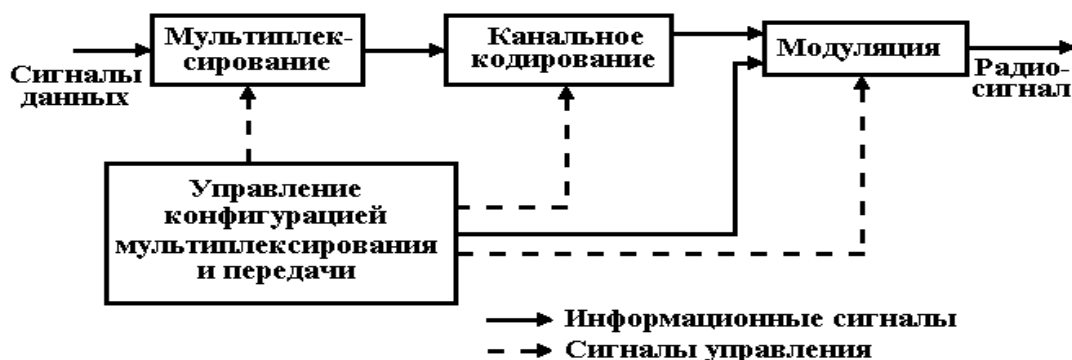 Мультиплек-
сирование
Канальное
кодирование
Модуляция
Сигналы
данных
Радио-
сигнал
Управление
конфигурацией
мультиплексирования
и передачи
Информационные сигналы
Сигналы управления